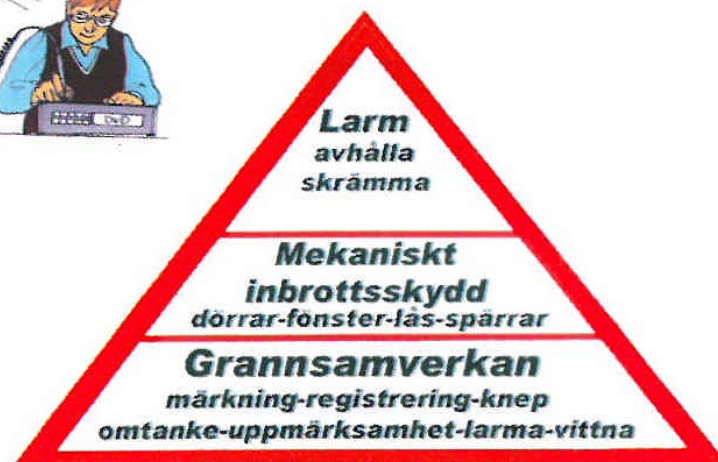 Larm
avhålla
skrämma
Mekaniskt
inbrottsskydd
dörrar-fönster-lås-spärrar
Grannsamverkan
märkning-registrering-knep
omtanke-uppmärksamhet-larma-vittna